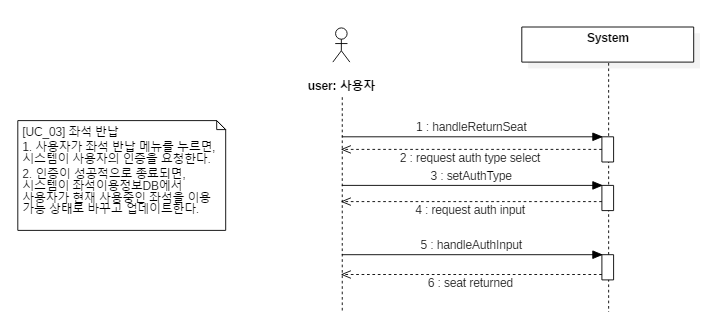 System
user: 사용자
[UC_03] 좌석 반납
1. 사용자가 좌석 반납 메뉴를 누르면,
시스템이 사용자의 인증을 요청한다.
2. 인증이 성공적으로 종료되면,
시스템이 좌석이용정보DB에서
사용자가 현재 사용중인 좌석을 이용
가능 상태로 바꾸고 업데이트한다.
1 : handleReturnSeat
2 : request auth type select
3 : setAuthType
4 : request auth input
5 : handleAuthInput
6 : seat returned